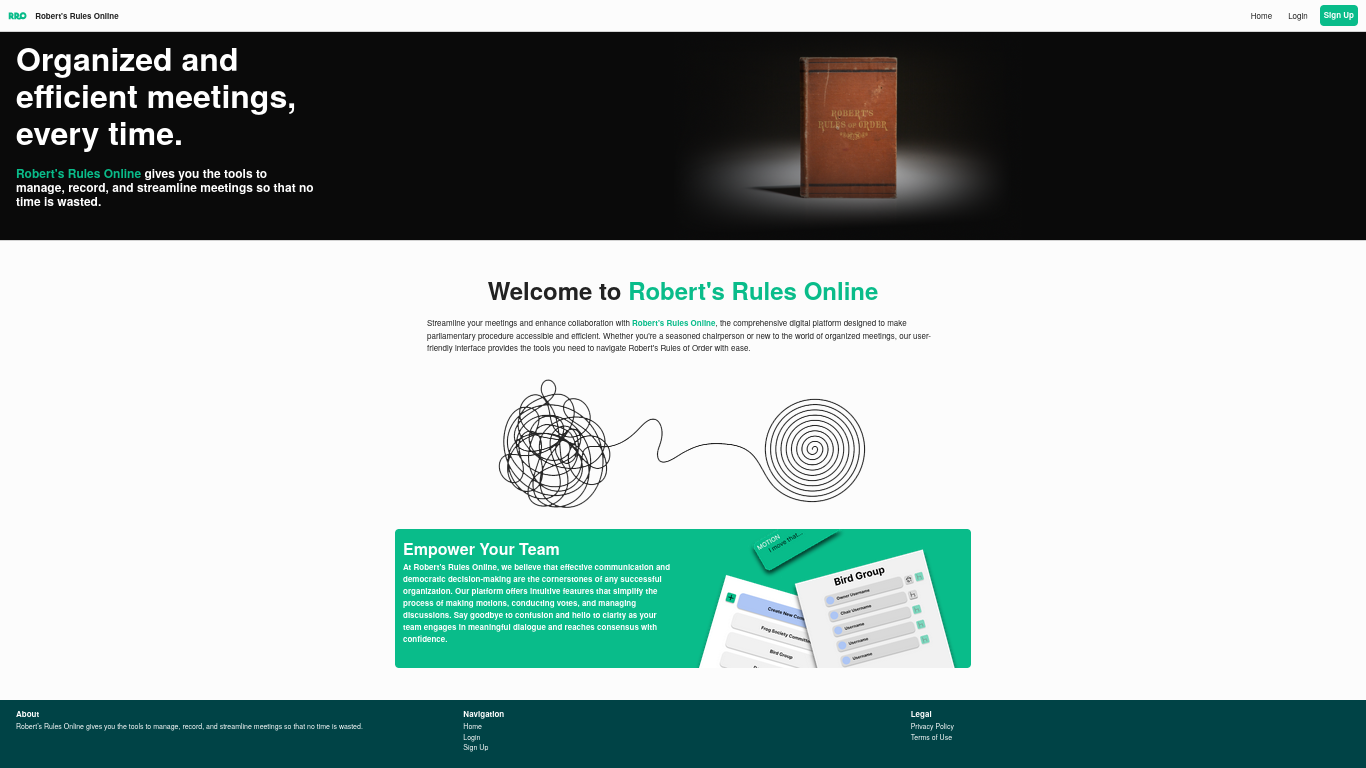 RRO Robert's Rules Online
Home Login Sign Up
Organized and
efficient meetings,
every time.
Robert's Rules Online gives you the tools to
manage, record, and streamline meetings so that no
time is wasted.
ROBERT'S
RULES OF ORDER
Welcome to Robert's Rules Online
Streamline your meetings and enhance collaboration with Robert's Rules Online, the comprehensive digital platform designed to make
parliamentary procedure accessible and efficient. Whether you're a seasoned chairperson or new to the world of organized meetings, our user-
friendly interface provides the tools you need to navigate Robert's Rules of Order with ease.
Empower Your Team
At Robert's Rules Online, we believe that effective communication and
democratic decision-making are the cornerstones of any successful
organization. Our platform offers intuitive features that simplify the
process of making motions, conducting votes, and managing
discussions. Say goodbye to confusion and hello to clarity as your
team engages in meaningful dialogue and reaches consensus with
confidence.
MOTION
I move that...
Create New Com
Frog Society Committ
Bird Group
Bird Group
Owner Username
Chair Username
Username
Username
Username
About
Robert's Rules Online gives you the tools to manage, record, and streamline meetings so that no time is wasted.
Navigation
Home
Login
Sign Up
Legal
Privacy Policy
Terms of Use